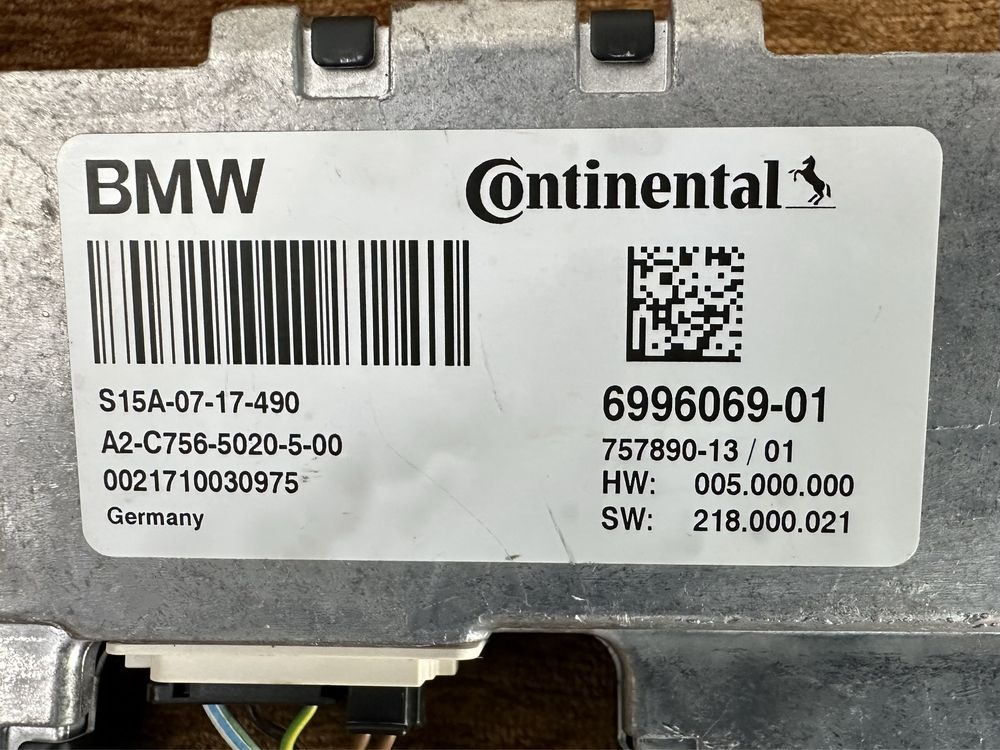 BMW
Continental
S15A-07-17-490
A2-C756-5020-5-00
0021710030975
Germany
6996069-01
757890-13 / 01
HW: 005.000.000
SW: 218.000.021